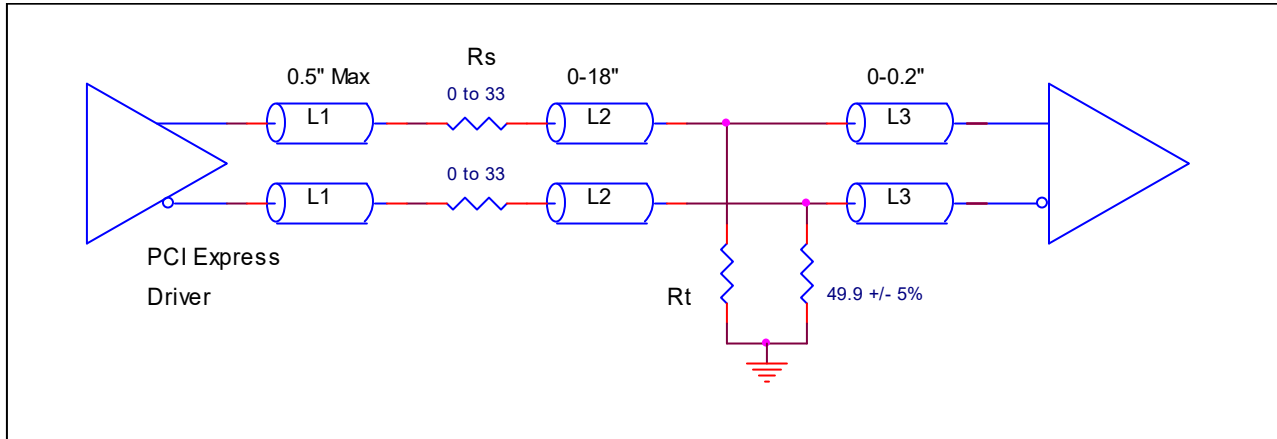 Rs
0.5" Max
0-18"
0-0.2"
0 to 33
L1
L2
L3
0 to 33
L1
L2
L3
PCI Express
Driver
Rt
49.9 +/- 5%